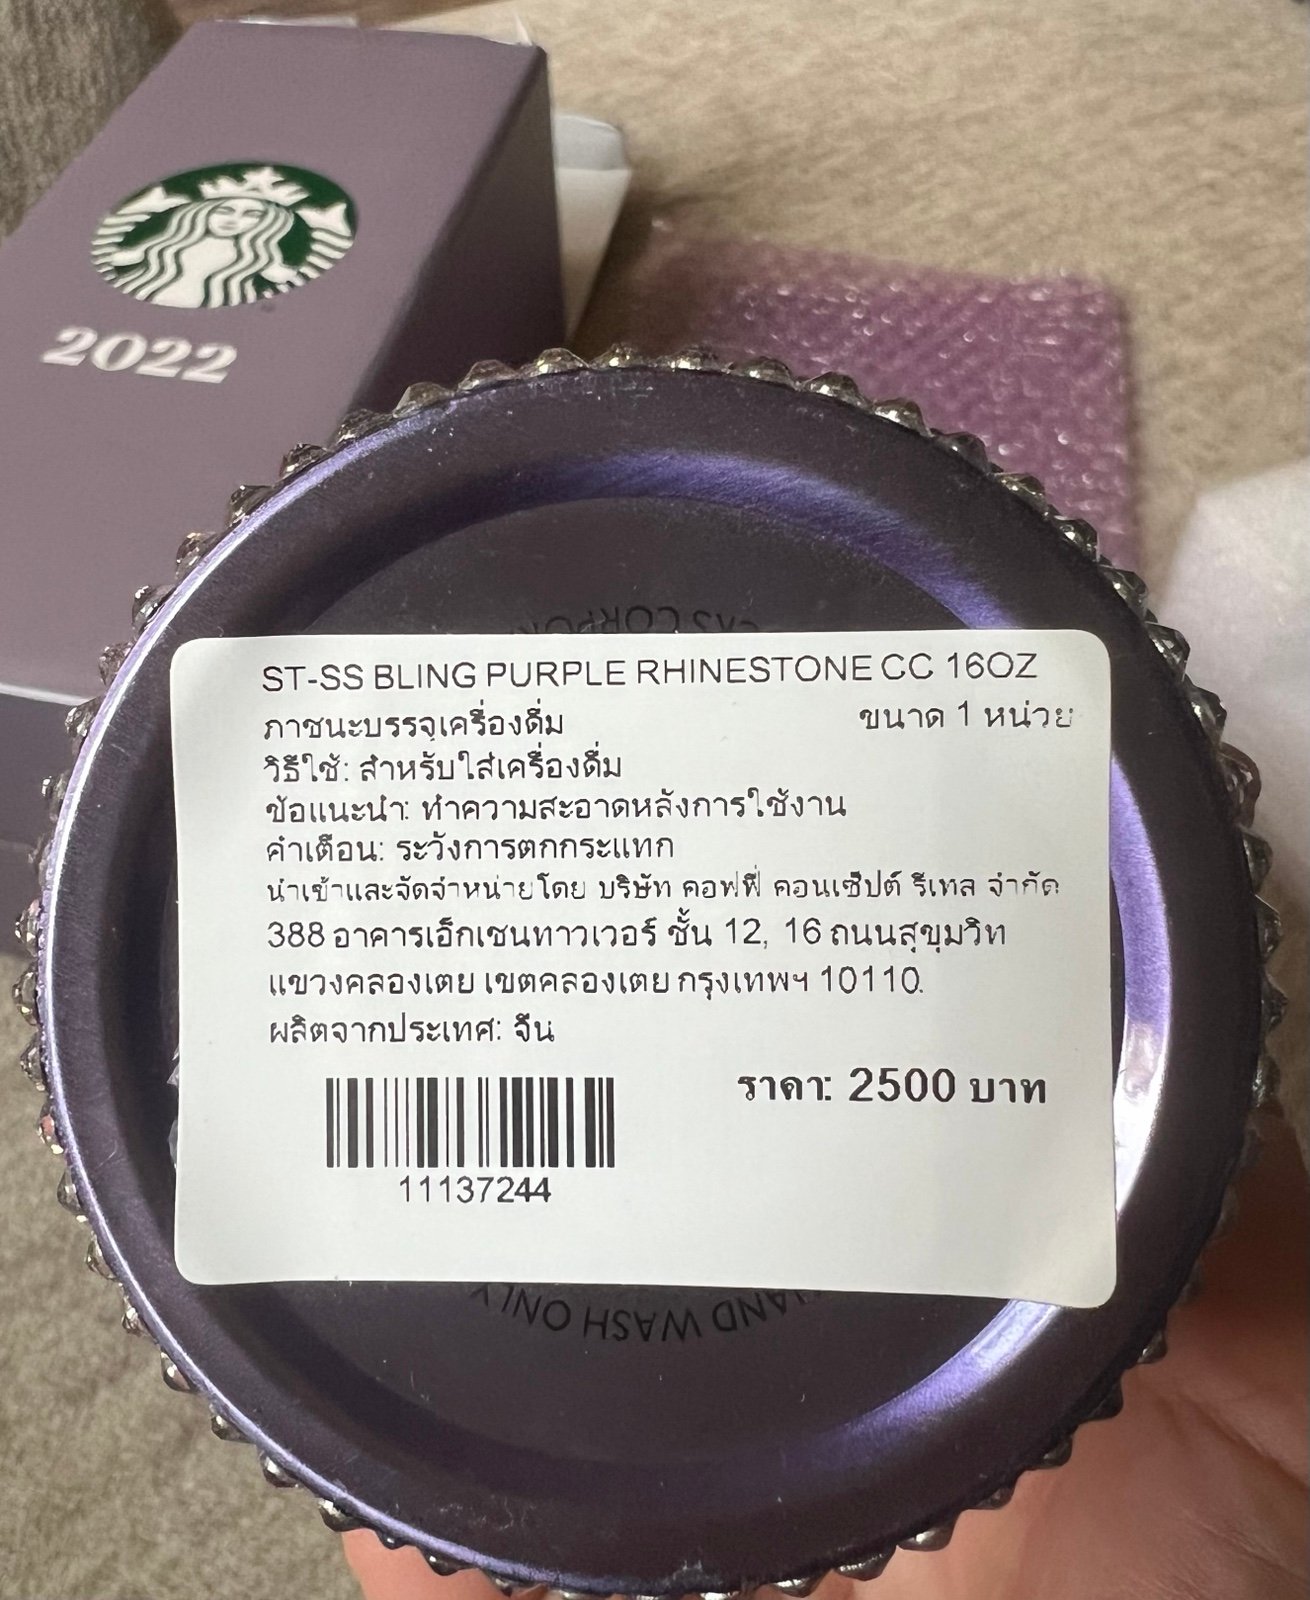 2022
ST-SS BLING PURPLE RHINESTONE CC 16OZ
ภาชนะบรรจุเครื่องดื่ม ขนาด 1 หน่วย
วิธีใช้: สำหรับใส่เครื่องดื่ม
ข้อแนะนำ: ทำความสะอาดหลังการใช้งาน
คำเตือน: ระวังการตกกระแทก
นำเข้าและจัดจำหน่ายโดย บริษัท คอฟฟี่ คอนเซ็ปต์ รีเทล จำกัด
388 อาคารเอ็กเชนทาวเวอร์ ชั้น 12, 16 ถนนสุขุมวิท
แขวงคลองเตย เขตคลองเตย กรุงเทพฯ 10110.
ผลิตจากประเทศ: จีน
ราคา: 2500 บาท
11137244
HAND WASH ONLY